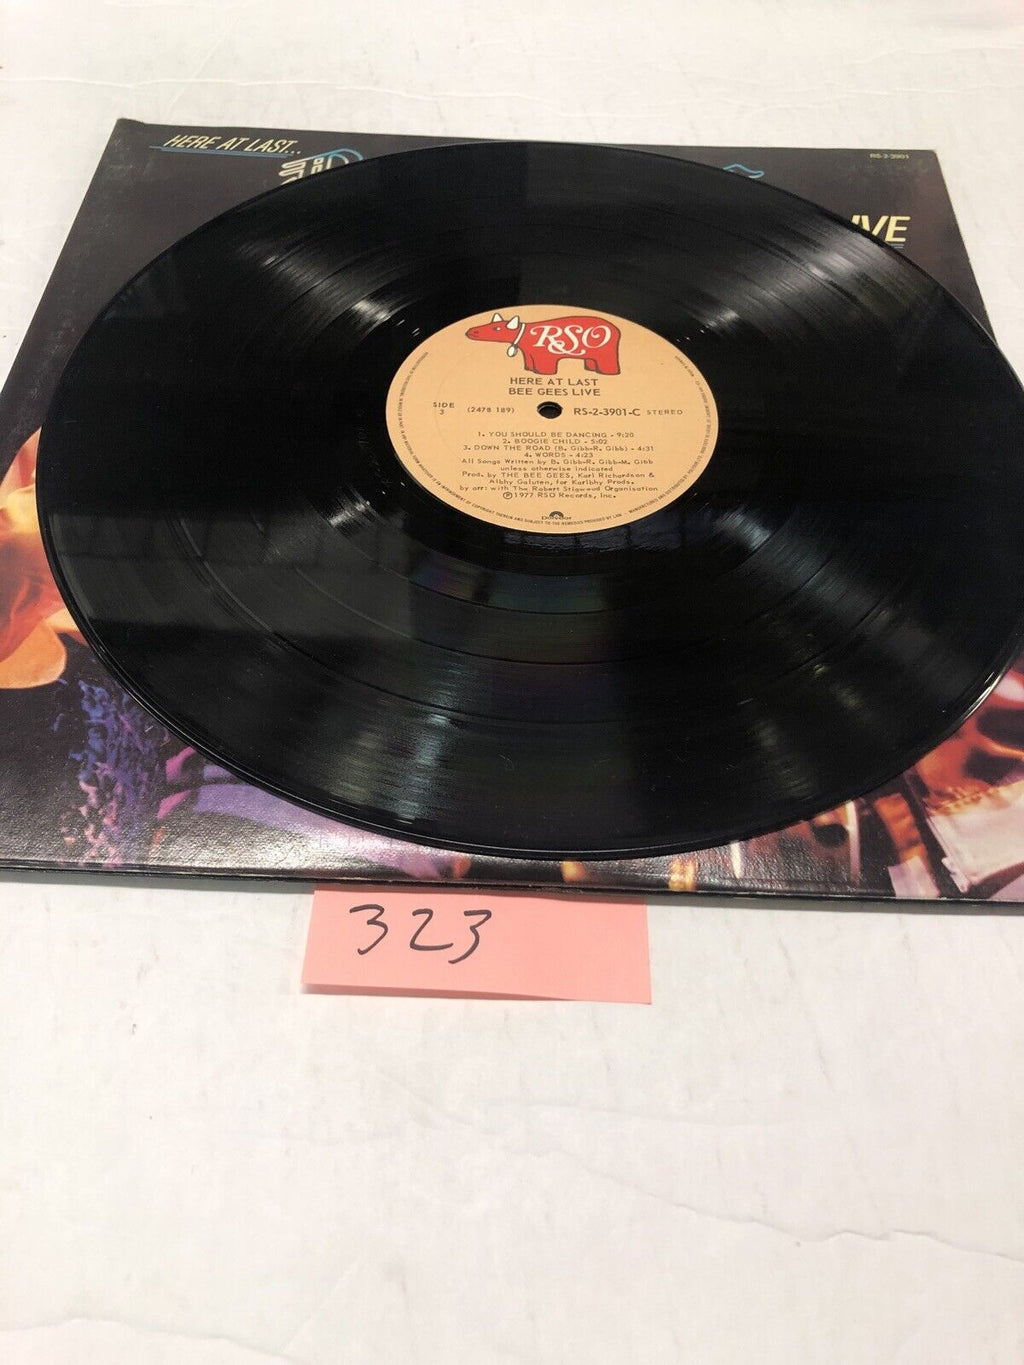 HERE AT LAST...
RS-2-3901
IVE
RSO
HERE AT LAST
BEE GEES LIVE
SIDE
3
(2478 189)
RS-2-3901-C STEREO
1. YOU SHOULD BE DANCING - 9:20
2. BOOGIE CHILD - 5:02
3. DOWN THE ROAD (B. Gibb-R. Gibb) - 4:31
4. WORDS - 4:23
All Songs Written by B. Gibb-R. Gibb-M. Gibb
unless otherwise indicated
Prod. by THE BEE GEES, Karl Richardson &
Albhy Galuten, for Karlbhy Prods.
by arr: with The Robert Stigwood Organisation
℗ 1977 RSO Records, Inc.
323